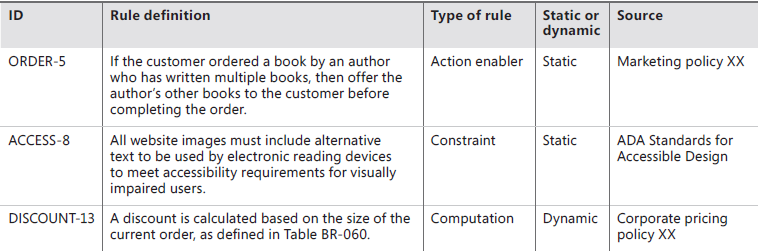 ID Rule definition Type of rule Static or dynamic Source
ORDER-5 If the customer ordered a book by an author Action enabler Static Marketing policy XX
who has written multiple books, then offer the
author's other books to the customer before
completing the order.
ACCESS-8 All website images must include alternative Constraint Static ADA Standards for
text to be used by electronic reading devices Accessible Design
to meet accessibility requirements for visually
impaired users.
DISCOUNT-13 A discount is calculated based on the size of the Computation Dynamic Corporate pricing
current order, as defined in Table BR-060. policy XX